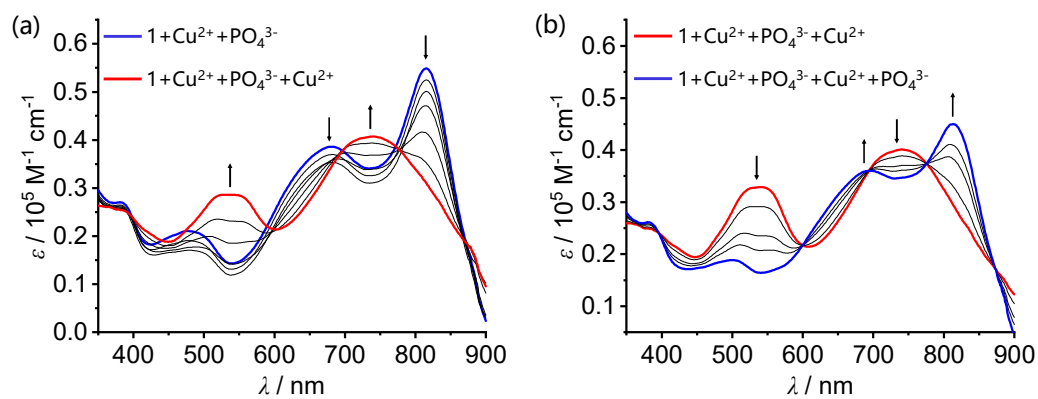 (a)
1+Cu²⁺+PO₄³⁻
1+Cu²⁺+PO₄³⁻+Cu²⁺
ε / 10⁵ M⁻¹ cm⁻¹
0.6
0.5
0.4
0.3
0.2
0.1
0.0
400 500 600 700 800 900
λ / nm
(b)
1+Cu²⁺+PO₄³⁻+Cu²⁺
1+Cu²⁺+PO₄³⁻+Cu²⁺+PO₄³⁻
ε / 10⁵ M⁻¹ cm⁻¹
0.6
0.5
0.4
0.3
0.2
0.1
400 500 600 700 800 900
λ / nm